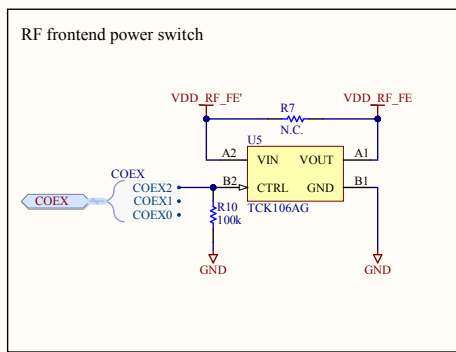 RF frontend power switch
VDD_RF_FE'
R7
VDD_RF_FE
N.C.
U5
A2
VIN
VOUT
A1
COEX
COEX2
B2
CTRL
GND
B1
COEX
COEX1
R10
TCK106AG
COEX0
100k
GND
GND